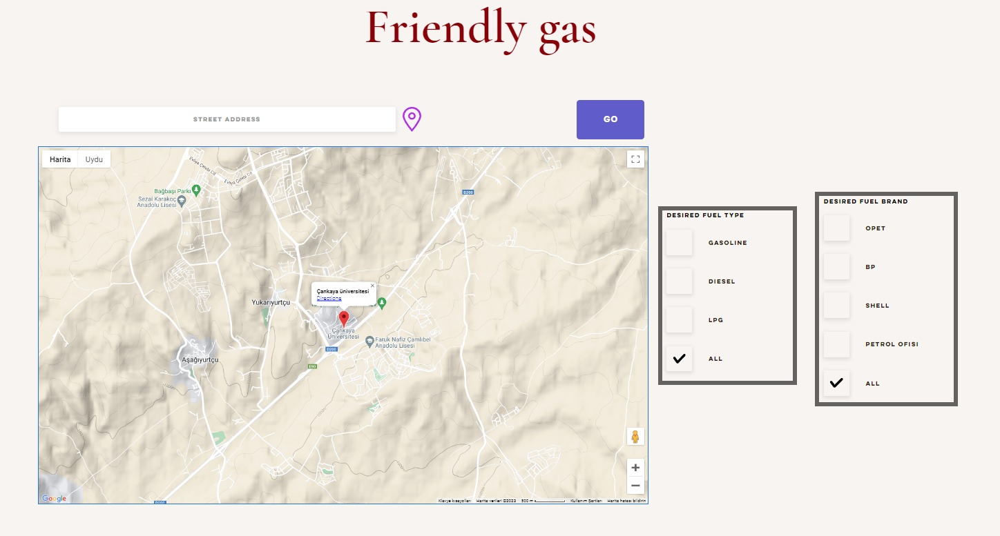 Friendly gas
STREET ADDRESS
GO
Harita
Uydu
Evliya Çelebi Cd
Evliya Çelebi Cd
Bağbaşı Parkı
Sezai Karakoç
Anadolu Lisesi
D200
Çankaya üniversitesi
Directions
Yukarıyurtçu
Çankaya
Üniversitesi
Faruk Nafiz Çamlıbel
Anadolu Lisesi
D200
Aşağıyurtçu
E90
Google
Klavye kısayolları
Harita verileri ©2023
500 m
Kullanım Şartları
Harita hatası bildirin
DESIRED FUEL TYPE
GASOLINE
DIESEL
LPG
ALL
DESIRED FUEL BRAND
OPET
BP
SHELL
PETROL OFISI
ALL